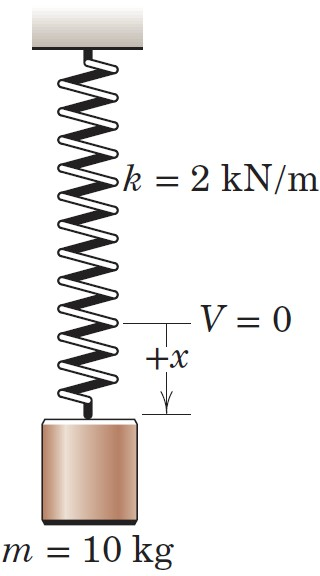 k = 2 kN/m
V = 0
+x
m = 10 kg